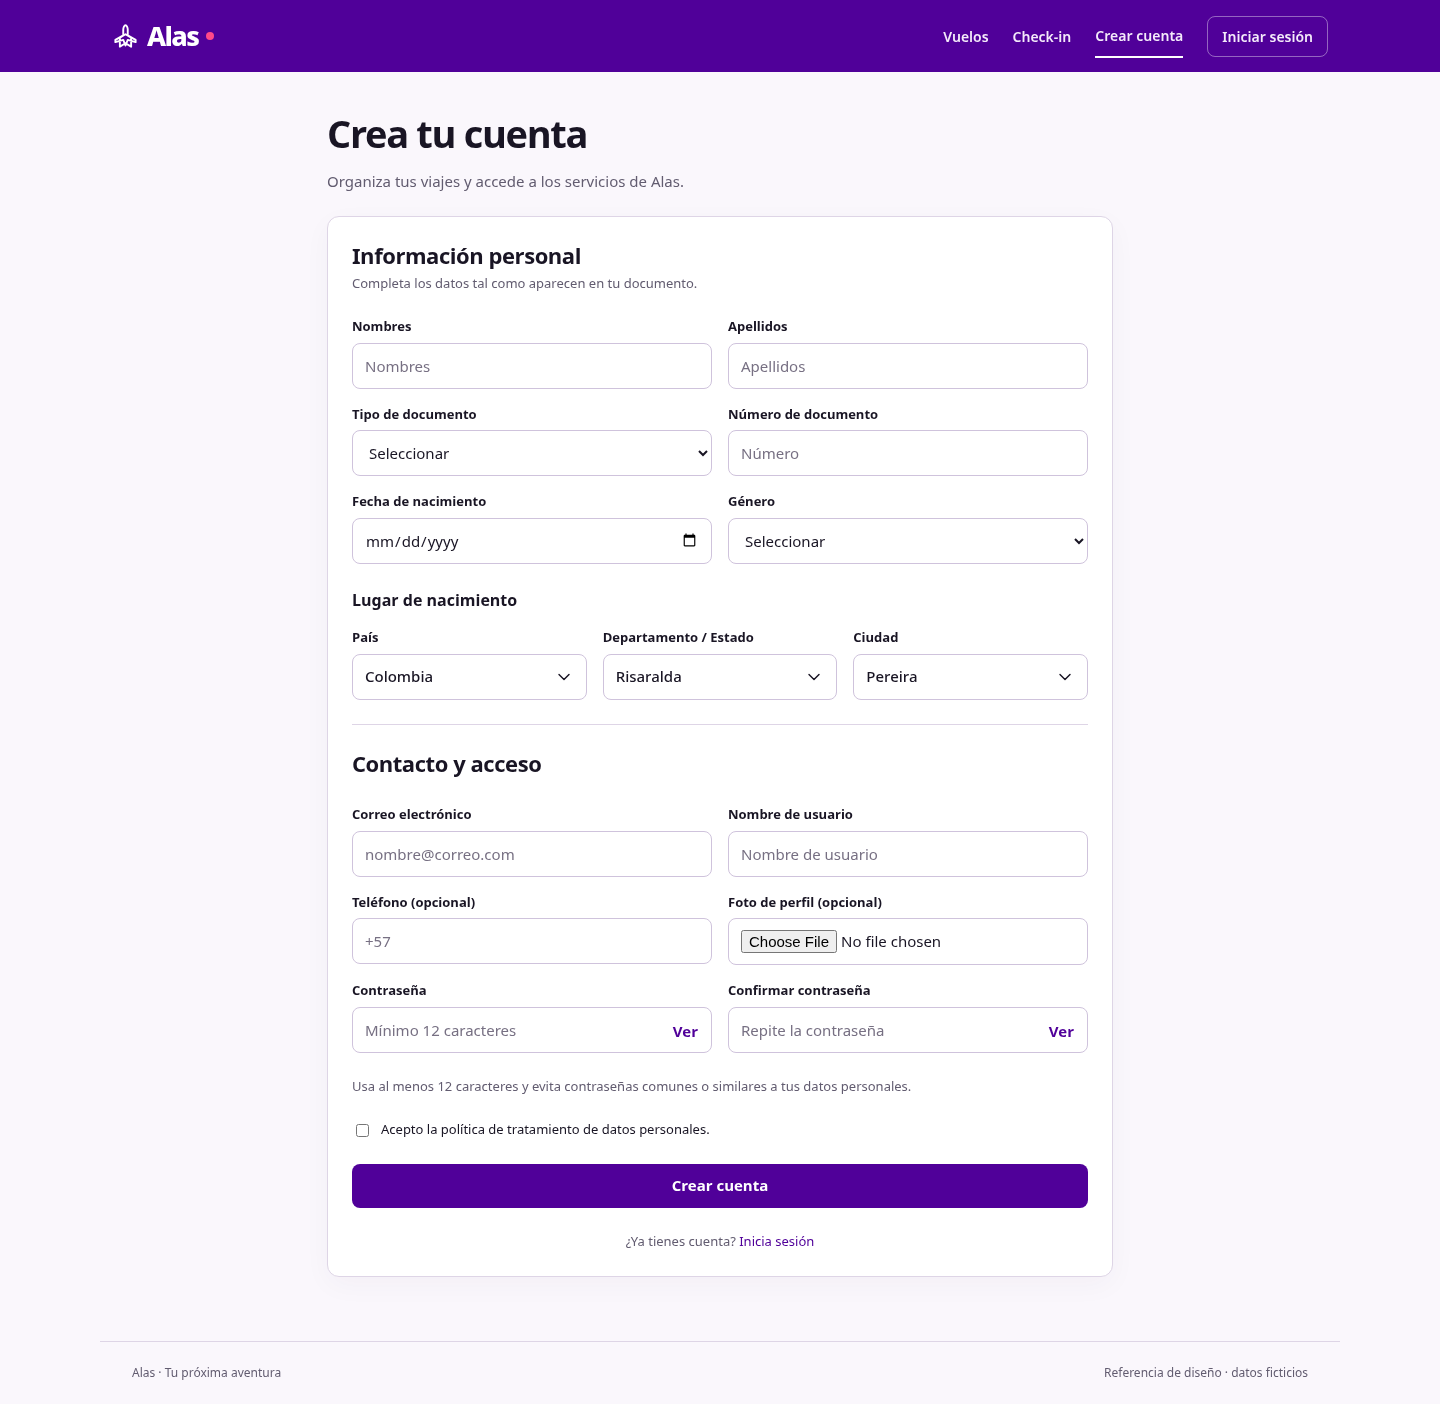 Alas
Vuelos Check-in Crear cuenta Iniciar sesión
Crea tu cuenta
Organiza tus viajes y accede a los servicios de Alas.
Información personal
Completa los datos tal como aparecen en tu documento.
Nombres Apellidos
Nombres Apellidos
Tipo de documento Número de documento
Seleccionar Número
Fecha de nacimiento Género
mm/dd/yyyy Seleccionar
Lugar de nacimiento
País Departamento / Estado Ciudad
Colombia Risaralda Pereira
Contacto y acceso
Correo electrónico Nombre de usuario
nombre@correo.com Nombre de usuario
Teléfono (opcional) Foto de perfil (opcional)
+57 Choose File No file chosen
Contraseña Confirmar contraseña
Mínimo 12 caracteres Ver Repite la contraseña Ver
Usa al menos 12 caracteres y evita contraseñas comunes o similares a tus datos personales.
Acepto la política de tratamiento de datos personales.
Crear cuenta
¿Ya tienes cuenta? Inicia sesión
Alas · Tu próxima aventura Referencia de diseño · datos ficticios